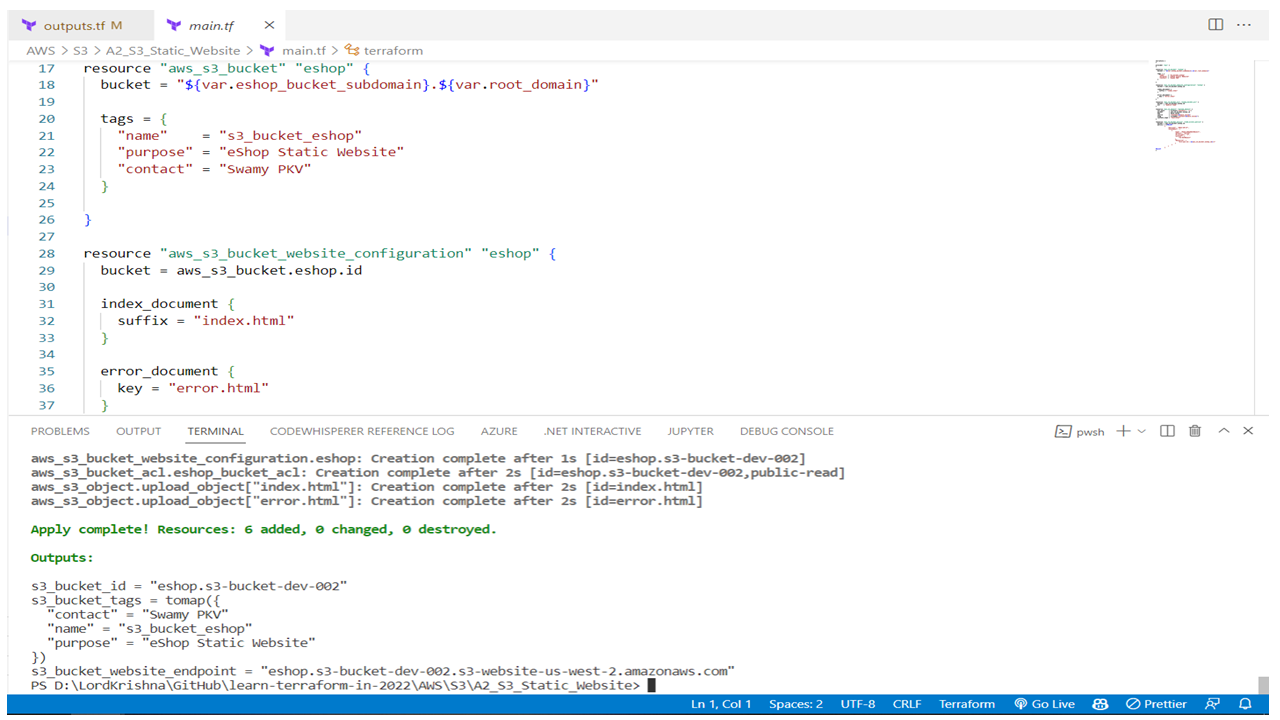 outputs.tf M main.tf
AWS > S3 > A2_S3_Static_Website > main.tf > terraform
17 resource "aws_s3_bucket" "eshop" {
18 bucket = "${var.eshop_bucket_subdomain}.${var.root_domain}"
19
20 tags = {
21 "name"    = "s3_bucket_eshop"
22 "purpose" = "eShop Static Website"
23 "contact" = "Swamy PKV"
24 }
25
26 }
27
28 resource "aws_s3_bucket_website_configuration" "eshop" {
29 bucket = aws_s3_bucket.eshop.id
30
31 index_document {
32 suffix = "index.html"
33 }
34
35 error_document {
36 key = "error.html"
37 }
PROBLEMS OUTPUT TERMINAL CODEWHISPERER REFERENCE LOG AZURE .NET INTERACTIVE JUPYTER DEBUG CONSOLE pwsh
aws_s3_bucket_website_configuration.eshop: Creation complete after 1s [id=eshop.s3-bucket-dev-002]
aws_s3_bucket_acl.eshop_bucket_acl: Creation complete after 2s [id=eshop.s3-bucket-dev-002,public-read]
aws_s3_object.upload_object["index.html"]: Creation complete after 2s [id=index.html]
aws_s3_object.upload_object["error.html"]: Creation complete after 2s [id=error.html]
Apply complete! Resources: 6 added, 0 changed, 0 destroyed.
Outputs:
s3_bucket_id = "eshop.s3-bucket-dev-002"
s3_bucket_tags = tomap({
"contact" = "Swamy PKV"
"name" = "s3_bucket_eshop"
"purpose" = "eShop Static Website"
})
s3_bucket_website_endpoint = "eshop.s3-bucket-dev-002.s3-website-us-west-2.amazonaws.com"
PS D:\LordKrishna\GitHub\learn-terraform-in-2022\AWS\S3\A2_S3_Static_Website>
Ln 1, Col 1 Spaces: 2 UTF-8 CRLF Terraform Go Live Prettier